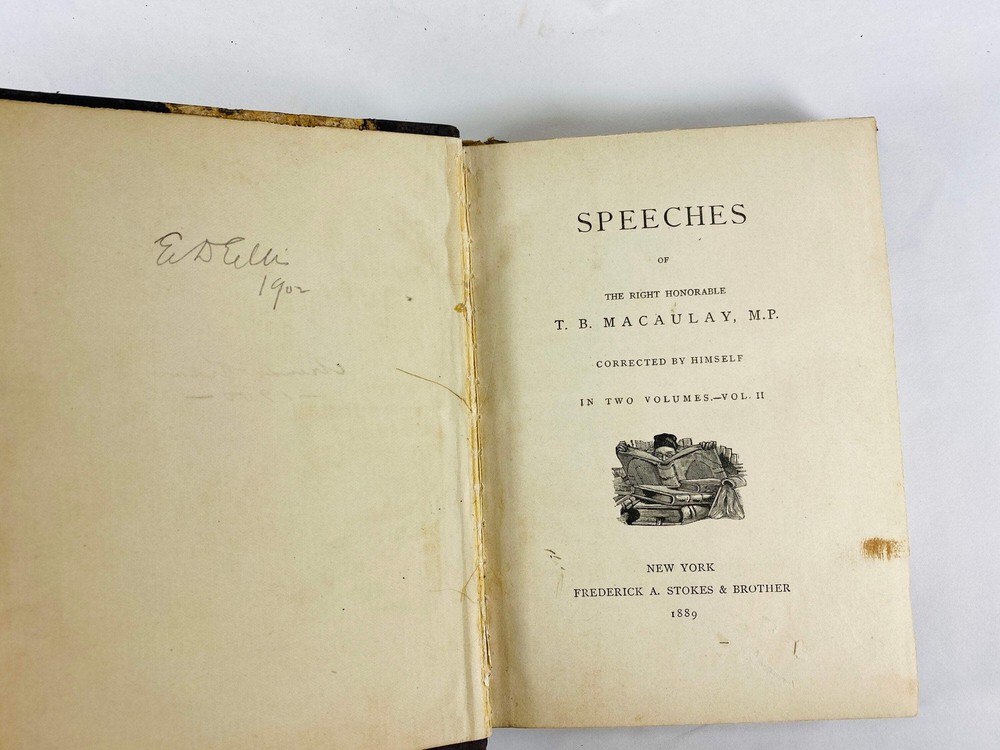 E D Ellis
1902
SPEECHES
OF
THE RIGHT HONORABLE
T. B. MACAULAY, M.P.
CORRECTED BY HIMSELF
IN TWO VOLUMES.—VOL. II
NEW YORK
FREDERICK A. STOKES & BROTHER
1889